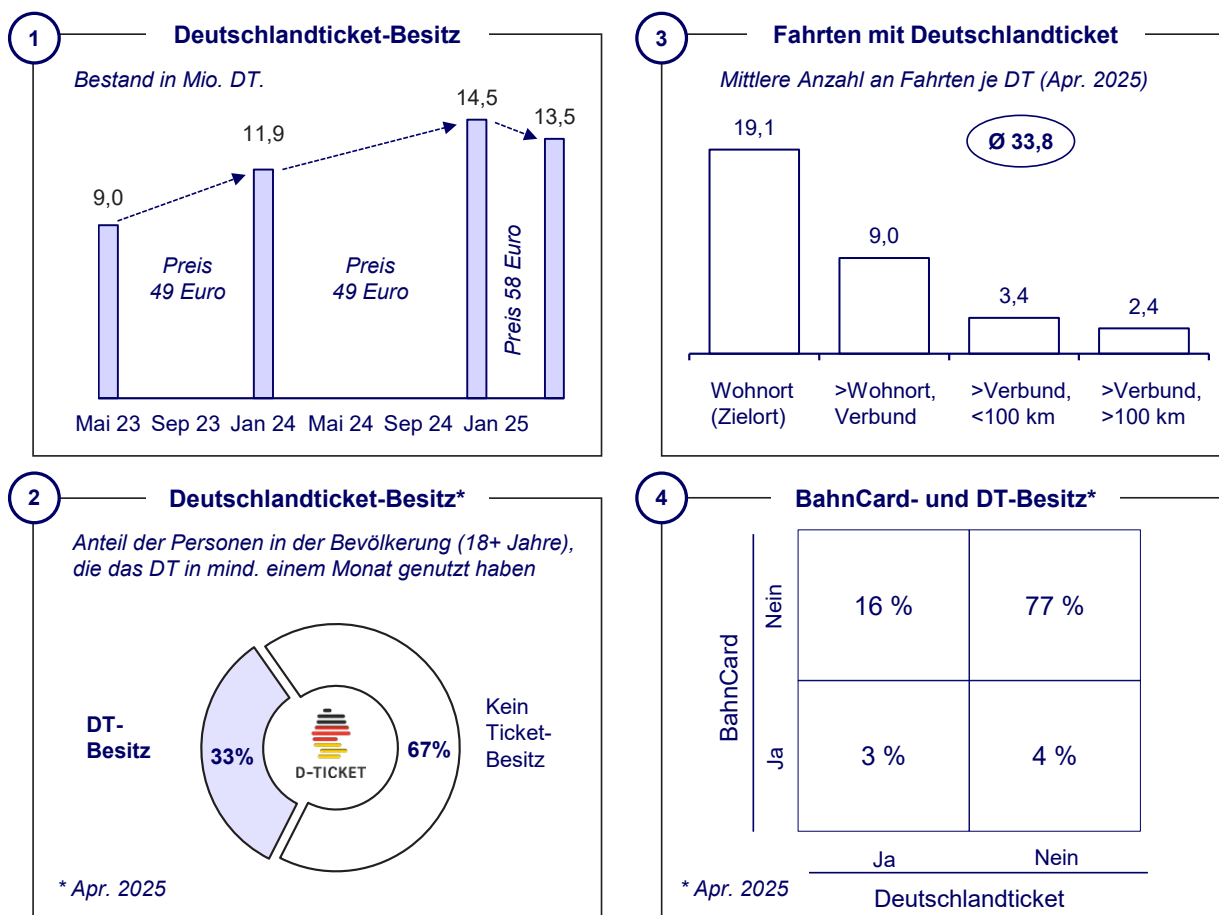 1
Deutschlandticket-Besitz
Bestand in Mio. DT.
9,0
11,9
14,5
13,5
Preis
49 Euro
Preis
49 Euro
Preis 58 Euro
Mai 23 Sep 23 Jan 24 Mai 24 Sep 24 Jan 25
3
Fahrten mit Deutschlandticket
Mittlere Anzahl an Fahrten je DT (Apr. 2025)
Ø 33,8
19,1
9,0
3,4
2,4
Wohnort
(Zielort)
>Wohnort,
Verbund
>Verbund,
<100 km
>Verbund,
>100 km
2
Deutschlandticket-Besitz*
Anteil der Personen in der Bevölkerung (18+ Jahre),
die das DT in mind. einem Monat genutzt haben
DT-
Besitz
33%
D-TICKET
67%
Kein
Ticket-
Besitz
* Apr. 2025
4
BahnCard- und DT-Besitz*
BahnCard
Nein
Ja
16 %
77 %
3 %
4 %
Ja
Nein
Deutschlandticket
* Apr. 2025